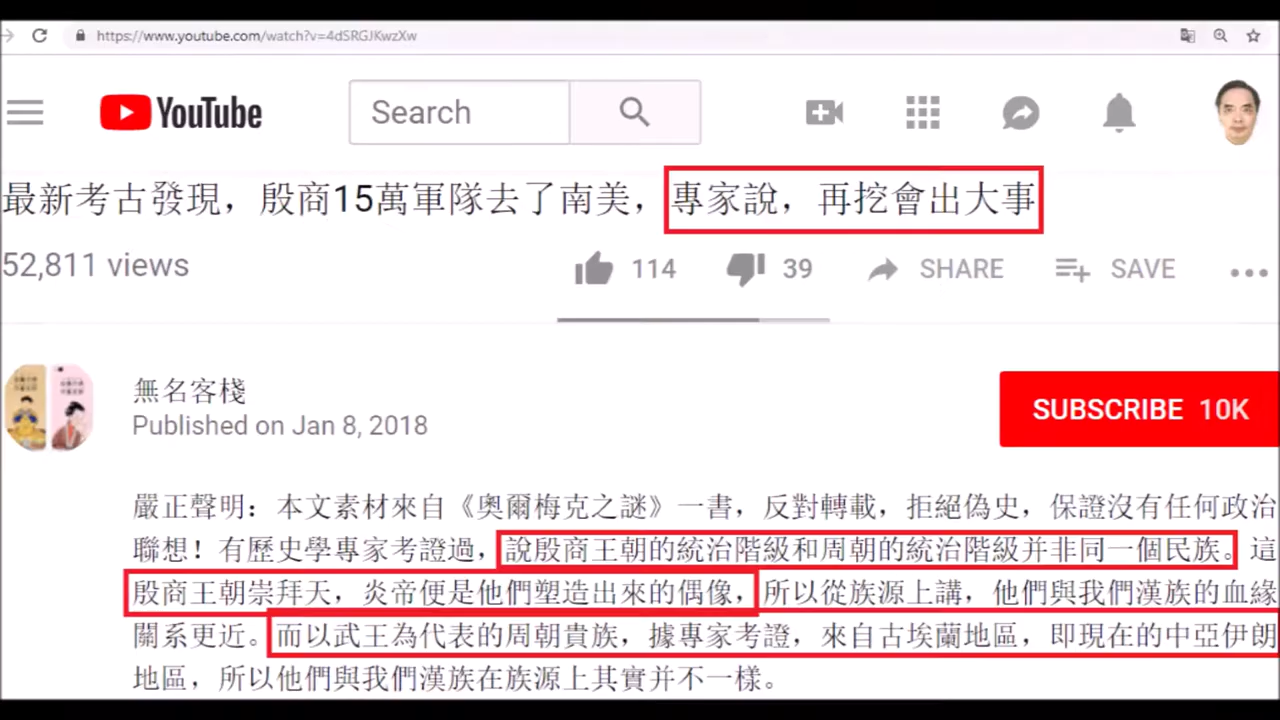 https://www.youtube.com/watch?v=4dSRGJKwzXw
YouTube
Search
最新考古發現，殷商15萬軍隊去了南美，專家說，再挖會出大事
52,811 views
114
39
SHARE
SAVE
無名客棧
Published on Jan 8, 2018
SUBSCRIBE 10K
嚴正聲明：本文素材來自《奧爾梅克之謎》一書，反對轉載，拒絕偽史，保證沒有任何政治
聯想！有歷史學專家考證過，說殷商王朝的統治階級和周朝的統治階級并非同一個民族。這
殷商王朝崇拜天，炎帝便是他們塑造出來的偶像，所以從族源上講，他們與我們漢族的血緣
關系更近。而以武王為代表的周朝貴族，據專家考證，來自古埃蘭地區，即現在的中亞伊朗
地區，所以他們與我們漢族在族源上其實并不一樣。